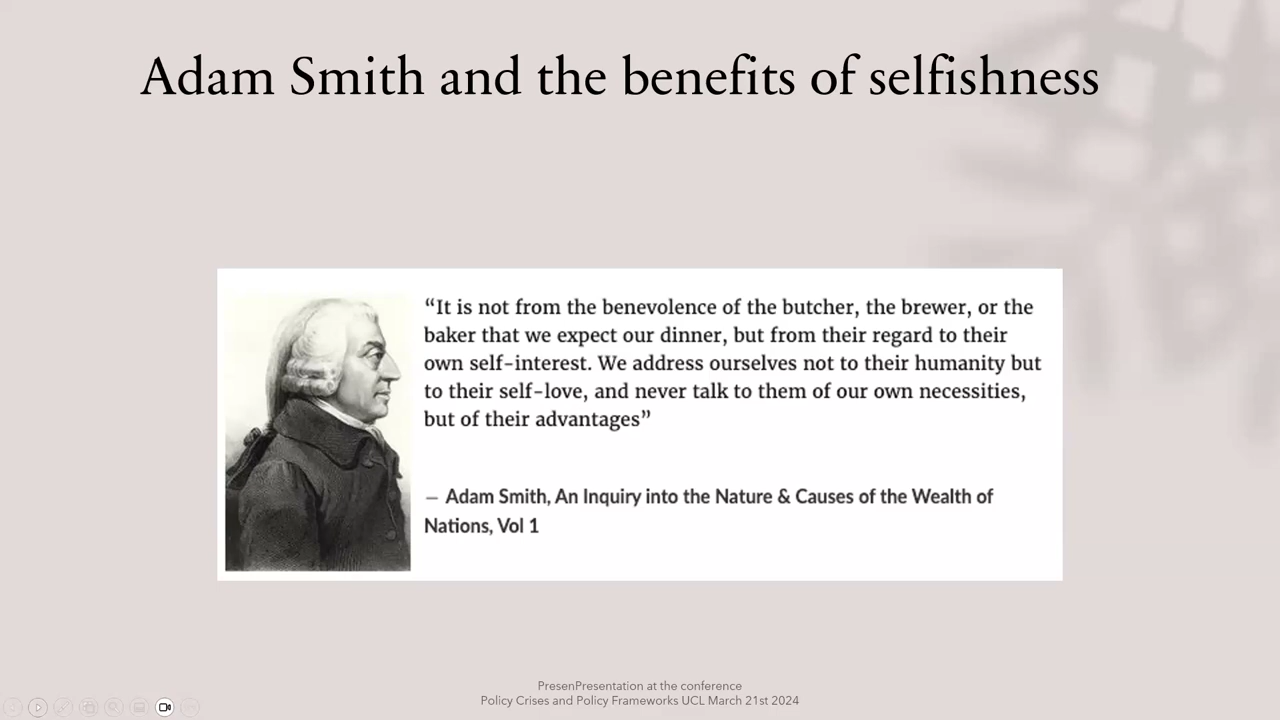 Adam Smith and the benefits of selfishness
“It is not from the benevolence of the butcher, the brewer, or the
baker that we expect our dinner, but from their regard to their
own self-interest. We address ourselves not to their humanity but
to their self-love, and never talk to them of our own necessities,
but of their advantages”
— Adam Smith, An Inquiry into the Nature & Causes of the Wealth of
Nations, Vol 1
PresenPresentation at the conference
Policy Crises and Policy Frameworks UCL March 21st 2024